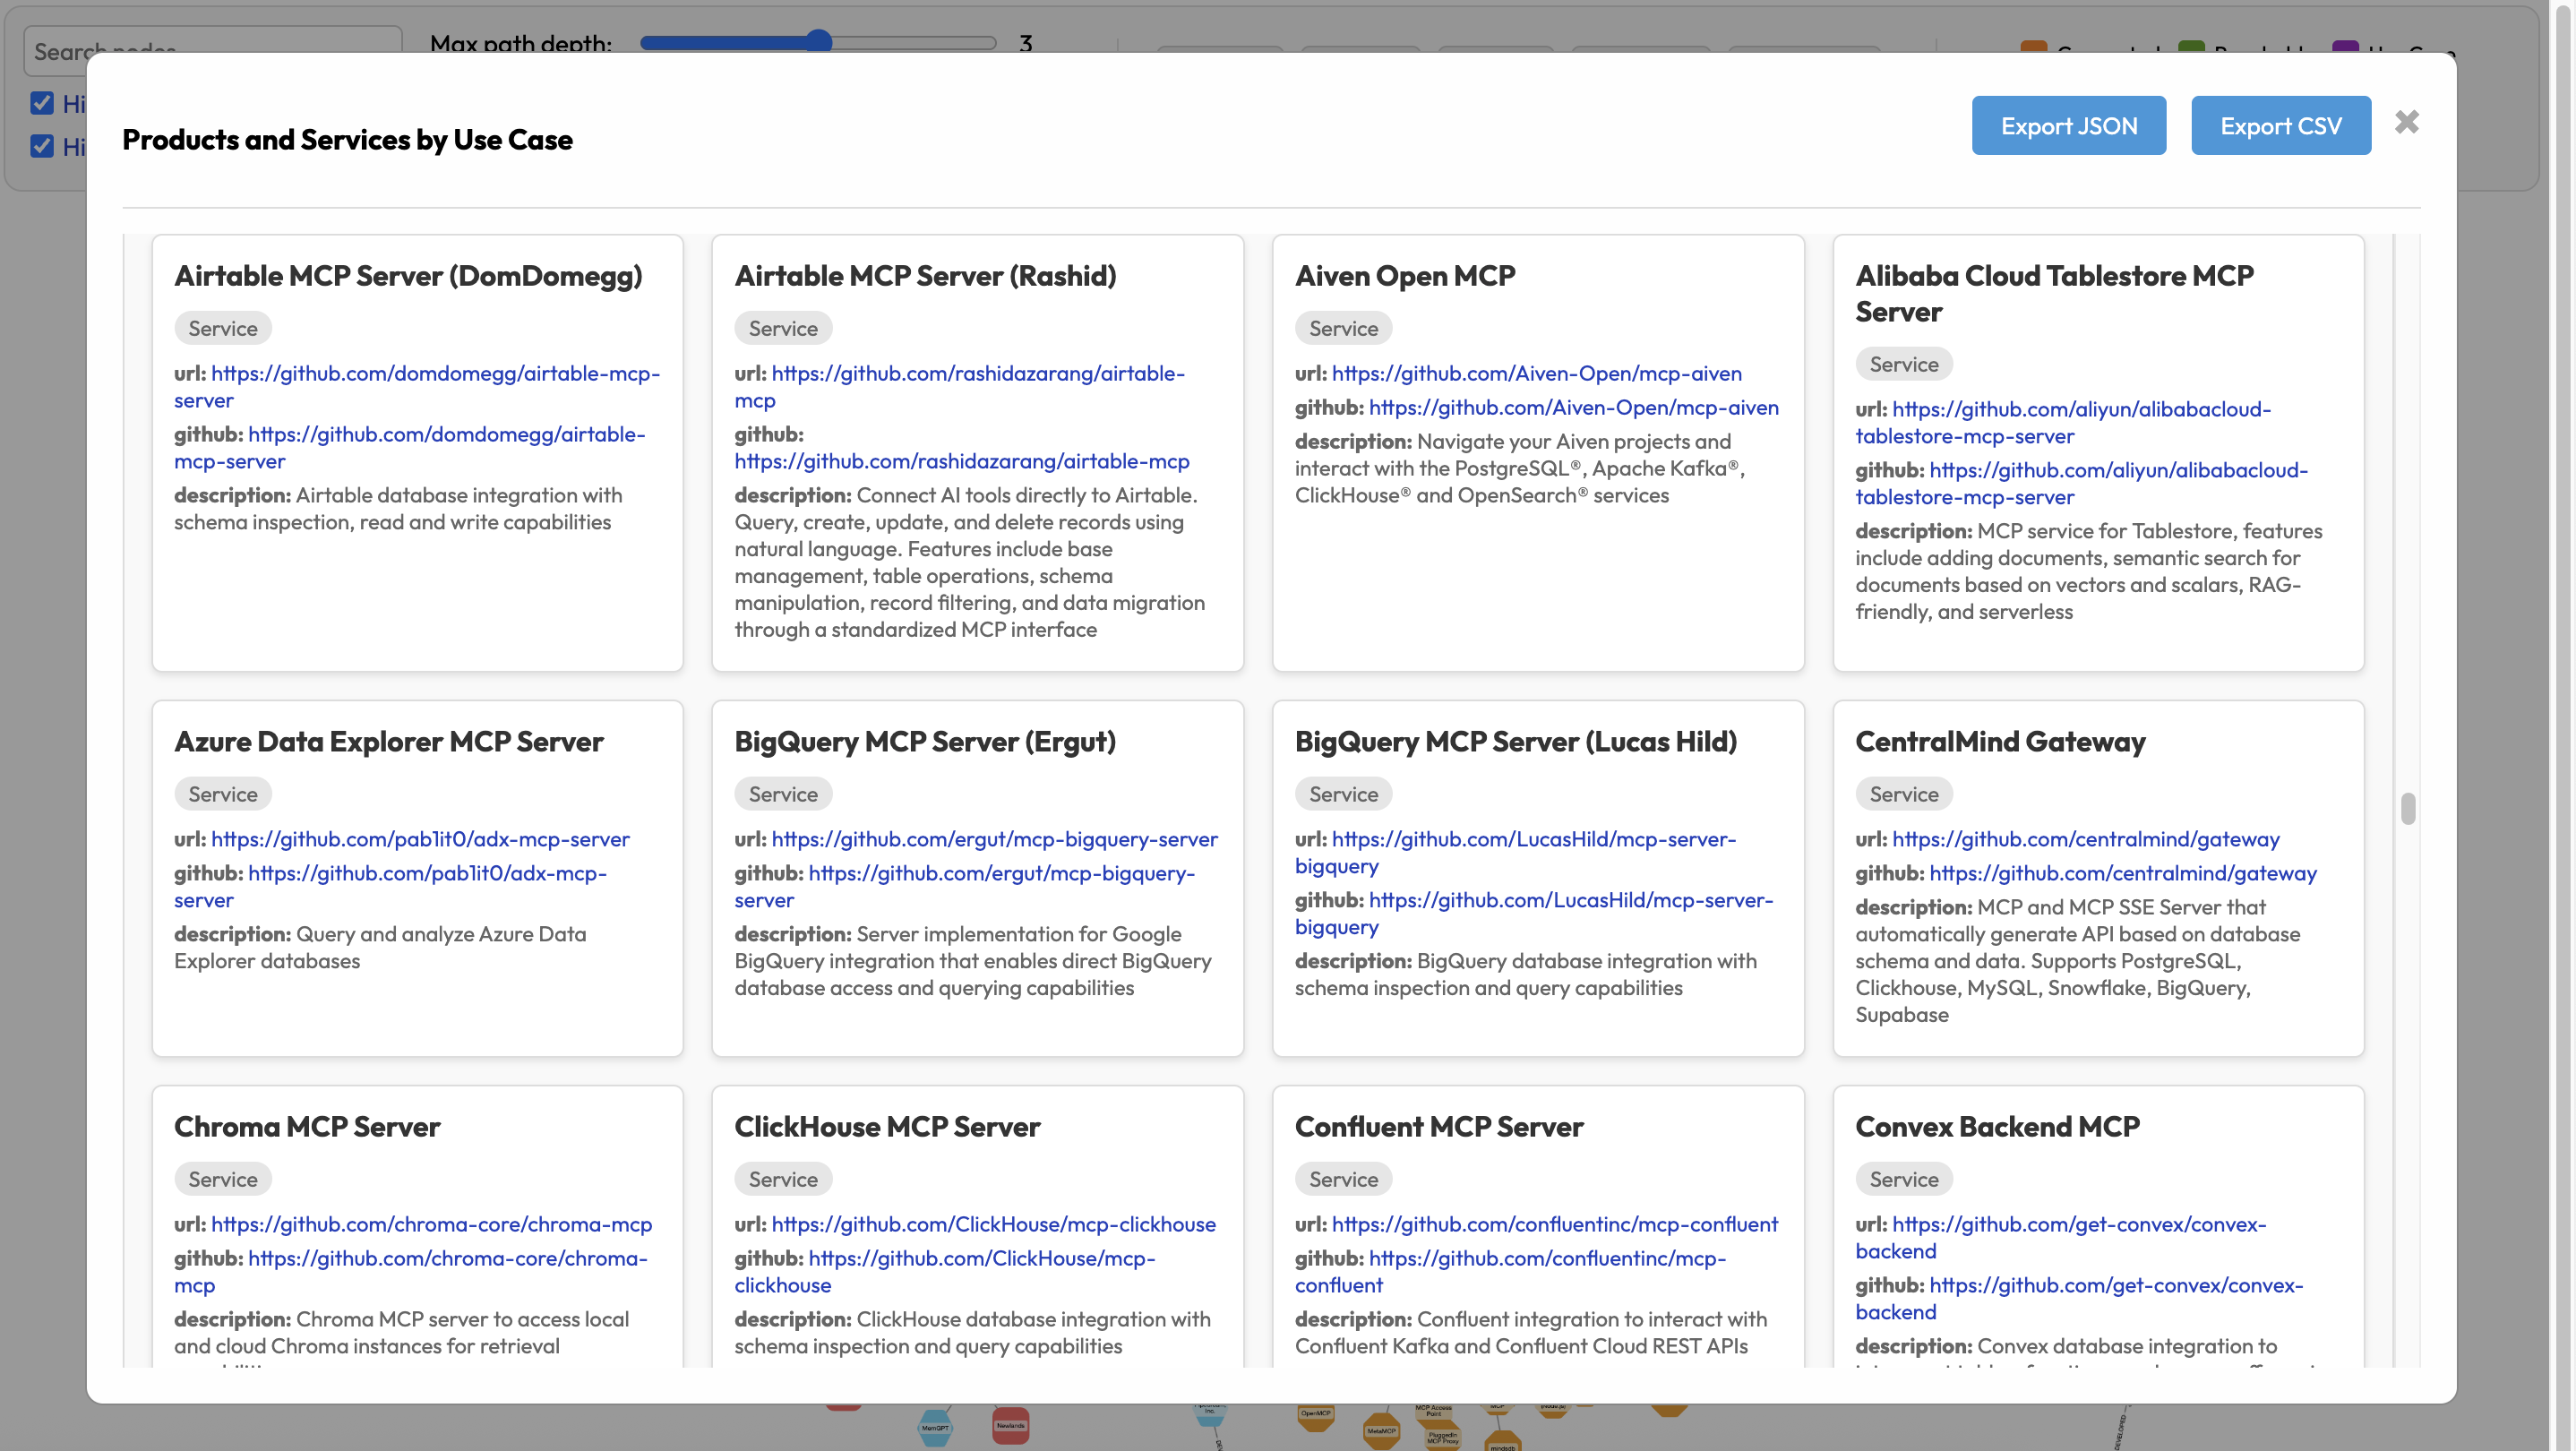 Max path depth:
3
Hi
Hi
Products and Services by Use Case
Export JSON
Export CSV
Airtable MCP Server (DomDomegg)
Service
url: https://github.com/domdomegg/airtable-mcp-
server
github: https://github.com/domdomegg/airtable-
mcp-server
description: Airtable database integration with
schema inspection, read and write capabilities
Airtable MCP Server (Rashid)
Service
url: https://github.com/rashidazarang/airtable-
mcp
github:
https://github.com/rashidazarang/airtable-mcp
description: Connect AI tools directly to Airtable.
Query, create, update, and delete records using
natural language. Features include base
management, table operations, schema
manipulation, record filtering, and data migration
through a standardized MCP interface
Aiven Open MCP
Service
url: https://github.com/Aiven-Open/mcp-aiven
github: https://github.com/Aiven-Open/mcp-aiven
description: Navigate your Aiven projects and
interact with the PostgreSQL®, Apache Kafka®,
ClickHouse® and OpenSearch® services
Alibaba Cloud Tablestore MCP
Server
Service
url: https://github.com/aliyun/alibabacloud-
tablestore-mcp-server
github: https://github.com/aliyun/alibabacloud-
tablestore-mcp-server
description: MCP service for Tablestore, features
include adding documents, semantic search for
documents based on vectors and scalars, RAG-
friendly, and serverless
Azure Data Explorer MCP Server
Service
url: https://github.com/pab1it0/adx-mcp-server
github: https://github.com/pab1it0/adx-mcp-
server
description: Query and analyze Azure Data
Explorer databases
BigQuery MCP Server (Ergut)
Service
url: https://github.com/ergut/mcp-bigquery-server
github: https://github.com/ergut/mcp-bigquery-
server
description: Server implementation for Google
BigQuery integration that enables direct BigQuery
database access and querying capabilities
BigQuery MCP Server (Lucas Hild)
Service
url: https://github.com/LucasHild/mcp-server-
bigquery
github: https://github.com/LucasHild/mcp-server-
bigquery
description: BigQuery database integration with
schema inspection and query capabilities
CentralMind Gateway
Service
url: https://github.com/centralmind/gateway
github: https://github.com/centralmind/gateway
description: MCP and MCP SSE Server that
automatically generate API based on database
schema and data. Supports PostgreSQL,
Clickhouse, MySQL, Snowflake, BigQuery,
Supabase
Chroma MCP Server
Service
url: https://github.com/chroma-core/chroma-mcp
github: https://github.com/chroma-core/chroma-
mcp
description: Chroma MCP server to access local
and cloud Chroma instances for retrieval
ClickHouse MCP Server
Service
url: https://github.com/ClickHouse/mcp-clickhouse
github: https://github.com/ClickHouse/mcp-
clickhouse
description: ClickHouse database integration with
schema inspection and query capabilities
Confluent MCP Server
Service
url: https://github.com/confluentinc/mcp-confluent
github: https://github.com/confluentinc/mcp-
confluent
description: Confluent integration to interact with
Confluent Kafka and Confluent Cloud REST APIs
Convex Backend MCP
Service
url: https://github.com/get-convex/convex-
backend
github: https://github.com/get-convex/convex-
backend
description: Convex database integration to
MemGPT
Newlands
Inc.
OpenMCP
MetaMCP
MCP Access
Point
MCP Proxy
mindsdb